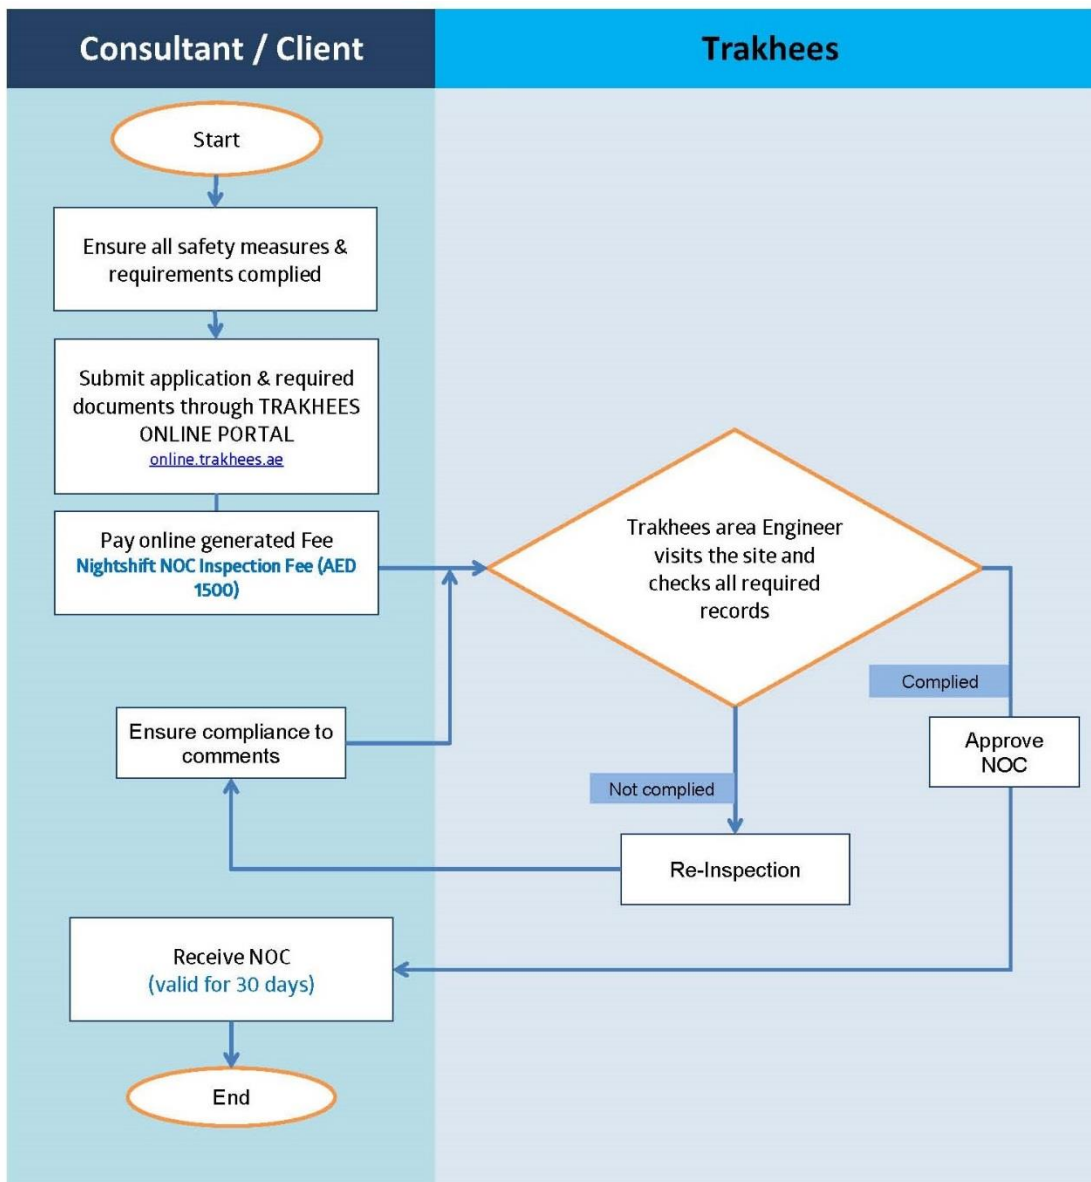 Consultant / Client
Trakhees
Start
Ensure all safety measures &
requirements complied
Submit application & required
documents through TRAKHEES
ONLINE PORTAL
online.trakhees.ae
Pay online generated Fee
Nightshift NOC Inspection Fee (AED
1500)
Trakhees area Engineer
visits the site and
checks all required
records
Complied
Approve
NOC
Ensure compliance to
comments
Not complied
Re-Inspection
Receive NOC
(valid for 30 days)
End